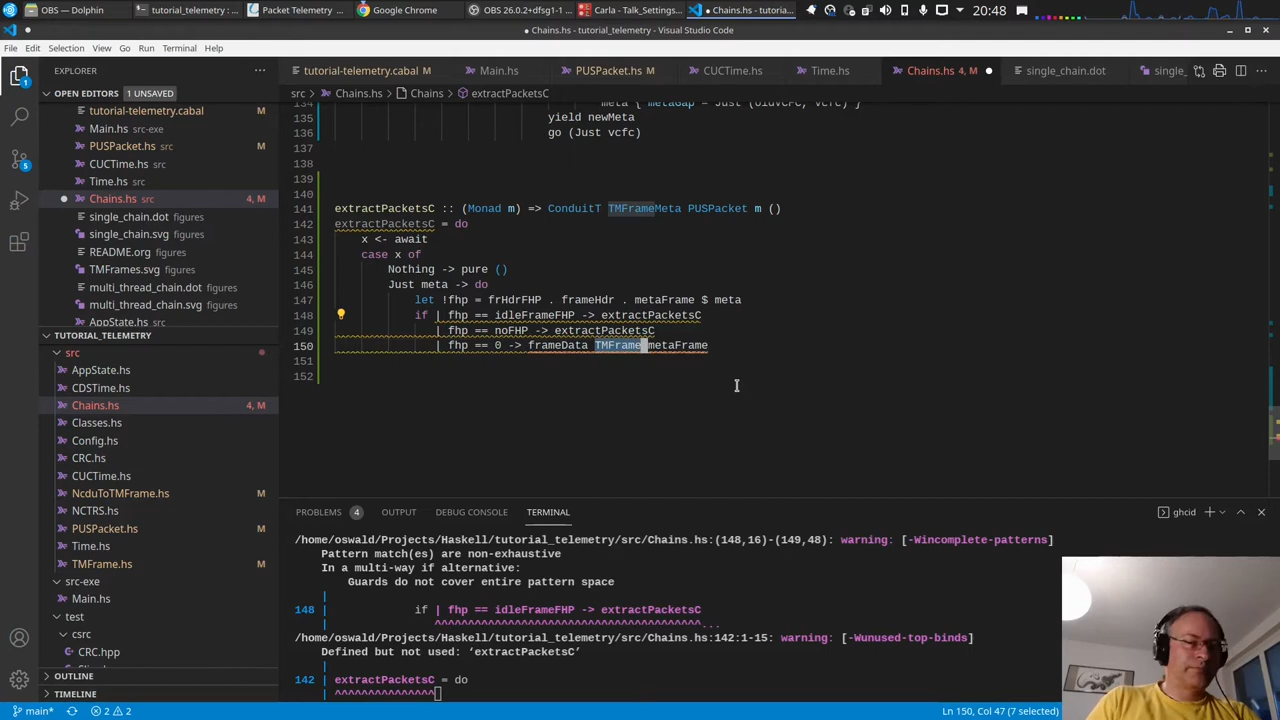 OBS — Dolphin
tutorial_telemetry : ...
Packet Telemetry ...
Google Chrome
OBS 26.0.2+dfsg1-1 ...
Carla - Talk_Settings...
● Chains.hs - tutoria...
20:48
● Chains.hs - tutorial_telemetry - Visual Studio Code
File Edit Selection View Go Run Terminal Help
EXPLORER ...
tutorial-telemetry.cabal M
Main.hs
PUSPacket.hs M
CUCTime.hs
Time.hs
Chains.hs 4, M ●
single_chain.dot
single_
OPEN EDITORS 1 UNSAVED
src > Chains.hs > Chains > extractPacketsC
tutorial-telemetry.cabal M
Main.hs src-exe
PUSPacket.hs src M
CUCTime.hs src
Time.hs src
Chains.hs src 4, M
single_chain.dot figures
single_chain.svg figures
README.org figures
TMFrames.svg figures
multi_thread_chain.dot figures
multi_threads_chain.svg figures
AppState.hs src
TUTORIAL_TELEMETRY
src
AppState.hs
CDSTime.hs
Chains.hs 4, M
Classes.hs
Config.hs
CRC.hs
CUCTime.hs
NcduToTMFrame.hs M
NCTRS.hs
PUSPacket.hs M
Time.hs
TMFrame.hs M
src-exe
Main.hs
test
csrc
CRC.hpp
OUTLINE
TIMELINE
134 meta { metaGap = Just (oldVCFC, vcfc) }
135 yield newMeta
136 go (Just vcfc)
137
138
139
140
141 extractPacketsC :: (Monad m) => ConduitT TMFrameMeta PUSPacket m ()
142 extractPacketsC = do
143 x <- await
144 case x of
145 Nothing -> pure ()
146 Just meta -> do
147 let !fhp = frHdrFHP . frameHdr . metaFrame $ meta
148 if | fhp == idleFrameFHP -> extractPacketsC
149 | fhp == noFHP -> extractPacketsC
150 | fhp == 0 -> frameData TMFrame metaFrame
151
152
PROBLEMS 4 OUTPUT DEBUG CONSOLE TERMINAL
ghcid
/home/oswald/Projects/Haskell/tutorial_telemetry/src/Chains.hs:(148,16)-(149,48): warning: [-Wincomplete-patterns]
Pattern match(es) are non-exhaustive
In a multi-way if alternative:
Guards do not cover entire pattern space
|
148 | if | fhp == idleFrameFHP -> extractPacketsC
| ^^^^^^^^^^^^^^^^^^^^^^^^^^^^^^^^^^^^^^^^...
/home/oswald/Projects/Haskell/tutorial_telemetry/src/Chains.hs:142:1-15: warning: [-Wunused-top-binds]
Defined but not used: ‘extractPacketsC’
|
142 | extractPacketsC = do
| ^^^^^^^^^^^^^^^
main* 2 2
Ln 150, Col 47 (7 selected)